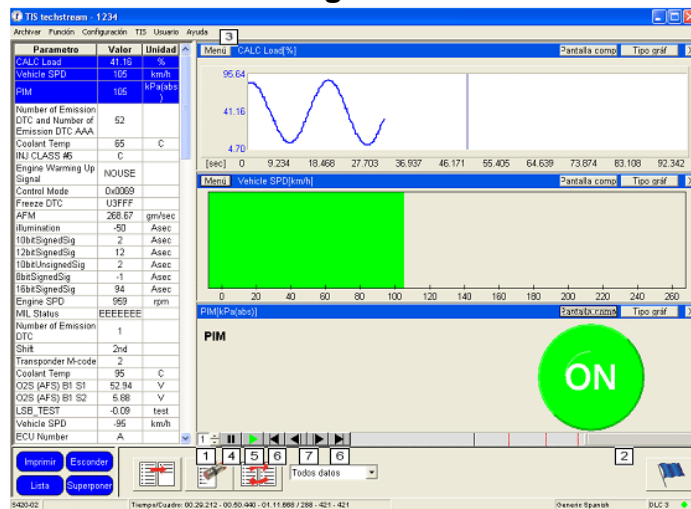 TIS techstream - 1234
Archivar Función Configuración TIS Usuario Ayuda
3
Parametro Valor Unidad
CALC Load 41.16 %
Vehicle SPD 105 km/h
PIM 105 kPa(abs)
Number of Emission DTC and Number of Emission DTC AAA 52
Coolant Temp 65 C
INJ CLASS #6 C
Engine Warming Up Signal NOUSE
Control Mode 0x0069
Freeze DTC U3FFF
AFM 268.67 gm/sec
illumination -50 Asec
10bitSignedSig 2 Asec
12bitSignedSig 12 Asec
10bitUnsignedSig 2 Asec
8bitSignedSig -1 Asec
16bitSignedSig 94 Asec
Engine SPD 959 rpm
MIL Status EEEEEEE
Number of Emission DTC 1
Shift 2nd
Transponder M-code 2
Coolant Temp 95 C
O2S (AFS) B1 S1 52.94 V
O2S (AFS) B1 S2 5.68 V
LSB_TEST -0.09 test
Vehicle SPD -95 km/h
ECU Number A
Menú CALC Load[%] Pantalla comp Tipo gráf X
95.64
41.16
4.70
[sec] 0 9.234 18.468 27.703 36.937 46.171 55.405 64.639 73.874 83.108 92.342
Menú Vehicle SPD[km/h] Pantalla comp Tipo gráf X
0 20 40 60 80 100 120 140 160 180 200 220 240 260
PIM[kPa(abs)] Pantalla comp Tipo gráf X
PIM
ON
1
1 4 5 6 7 6 2
Imprimir Esconder
Lista Superponer
Todos datos
S420-02 Tiempo/Cuadro: 00.29.212 - 00.50.440 - 01.11.668 / 288 - 421 - 421 Generic Spanish DLC 3